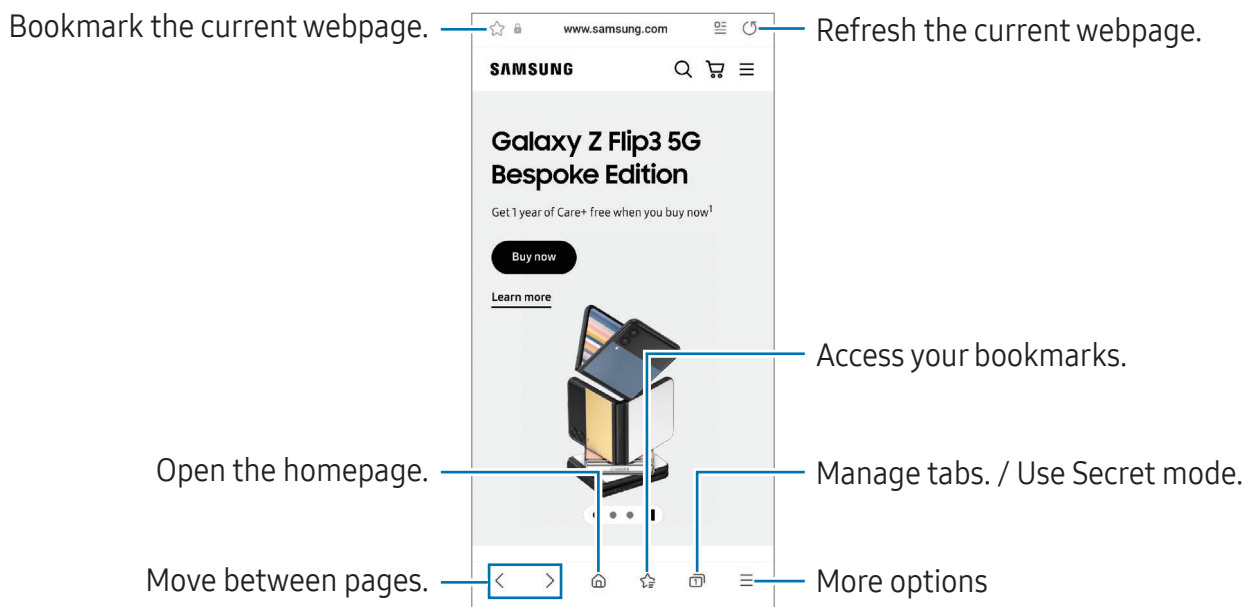 Bookmark the current webpage.
www.samsung.com
Refresh the current webpage.
SAMSUNG
Galaxy Z Flip3 5G
Bespoke Edition
Get 1 year of Care+ free when you buy now1
Buy now
Learn more
Access your bookmarks.
Open the homepage.
Manage tabs. / Use Secret mode.
Move between pages.
1
More options